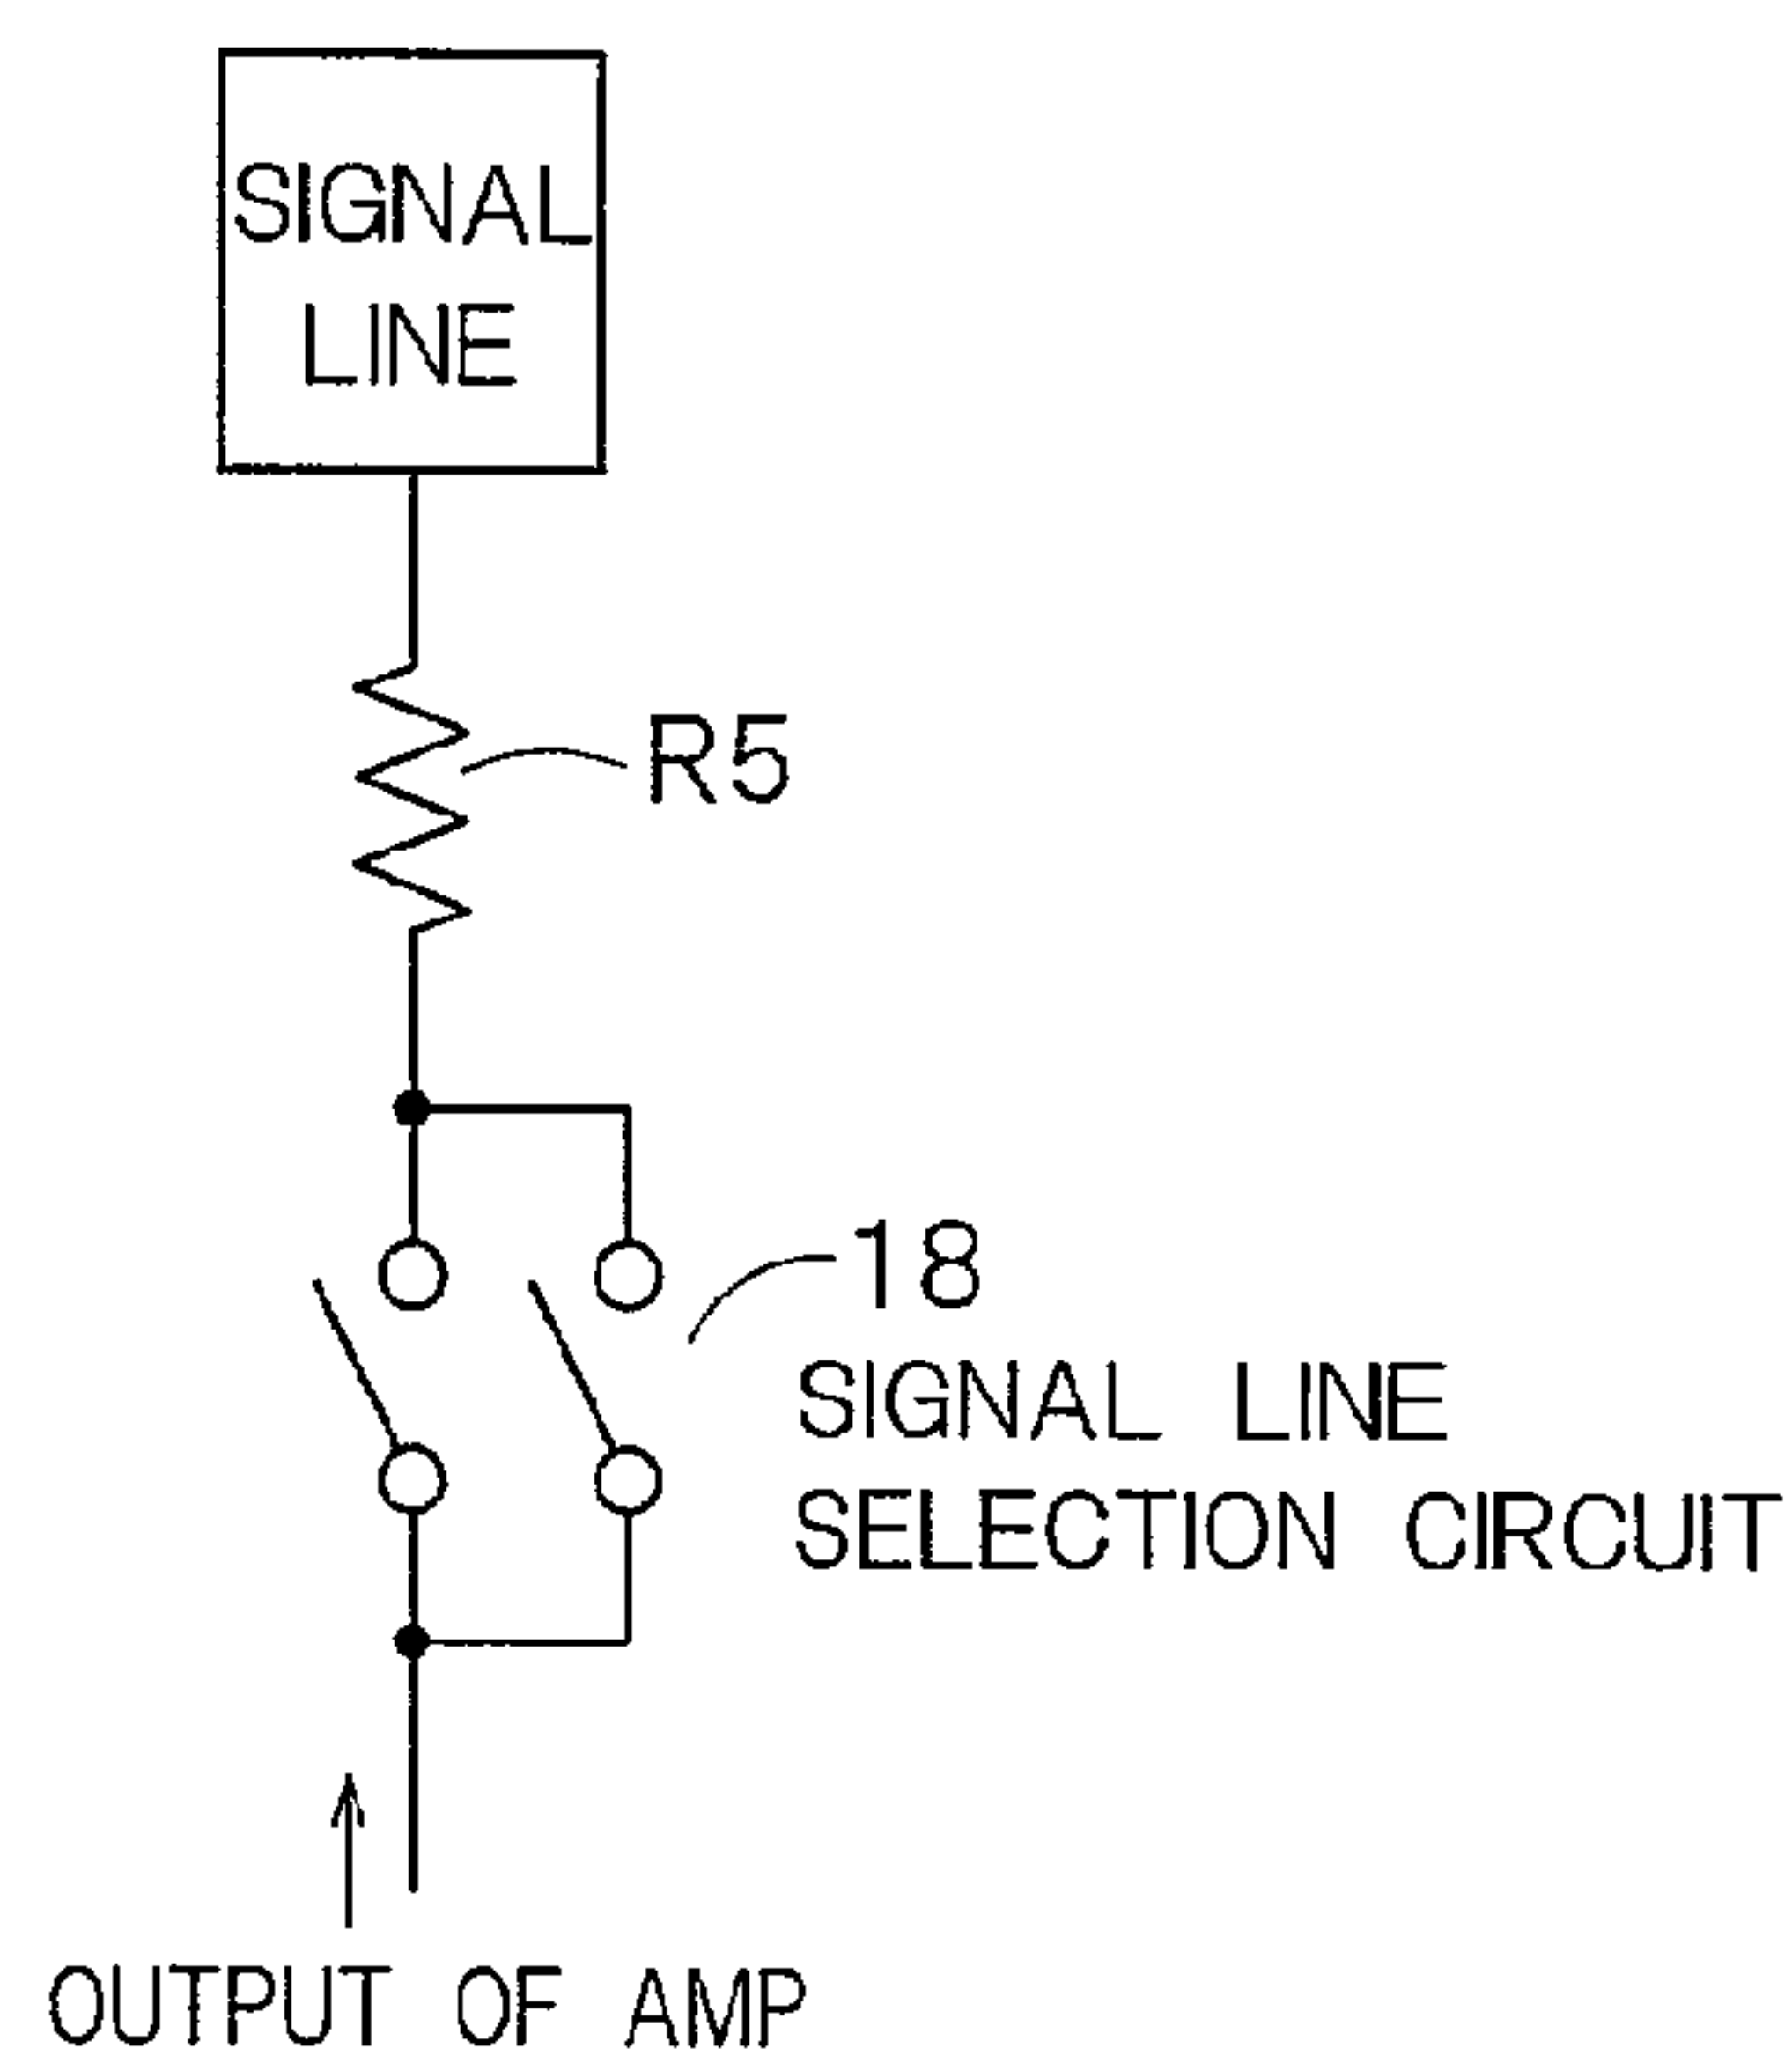 SIGNAL
LINE
R5
18
SIGNAL LINE
SELECTION CIRCUIT
OUTPUT OF AMP